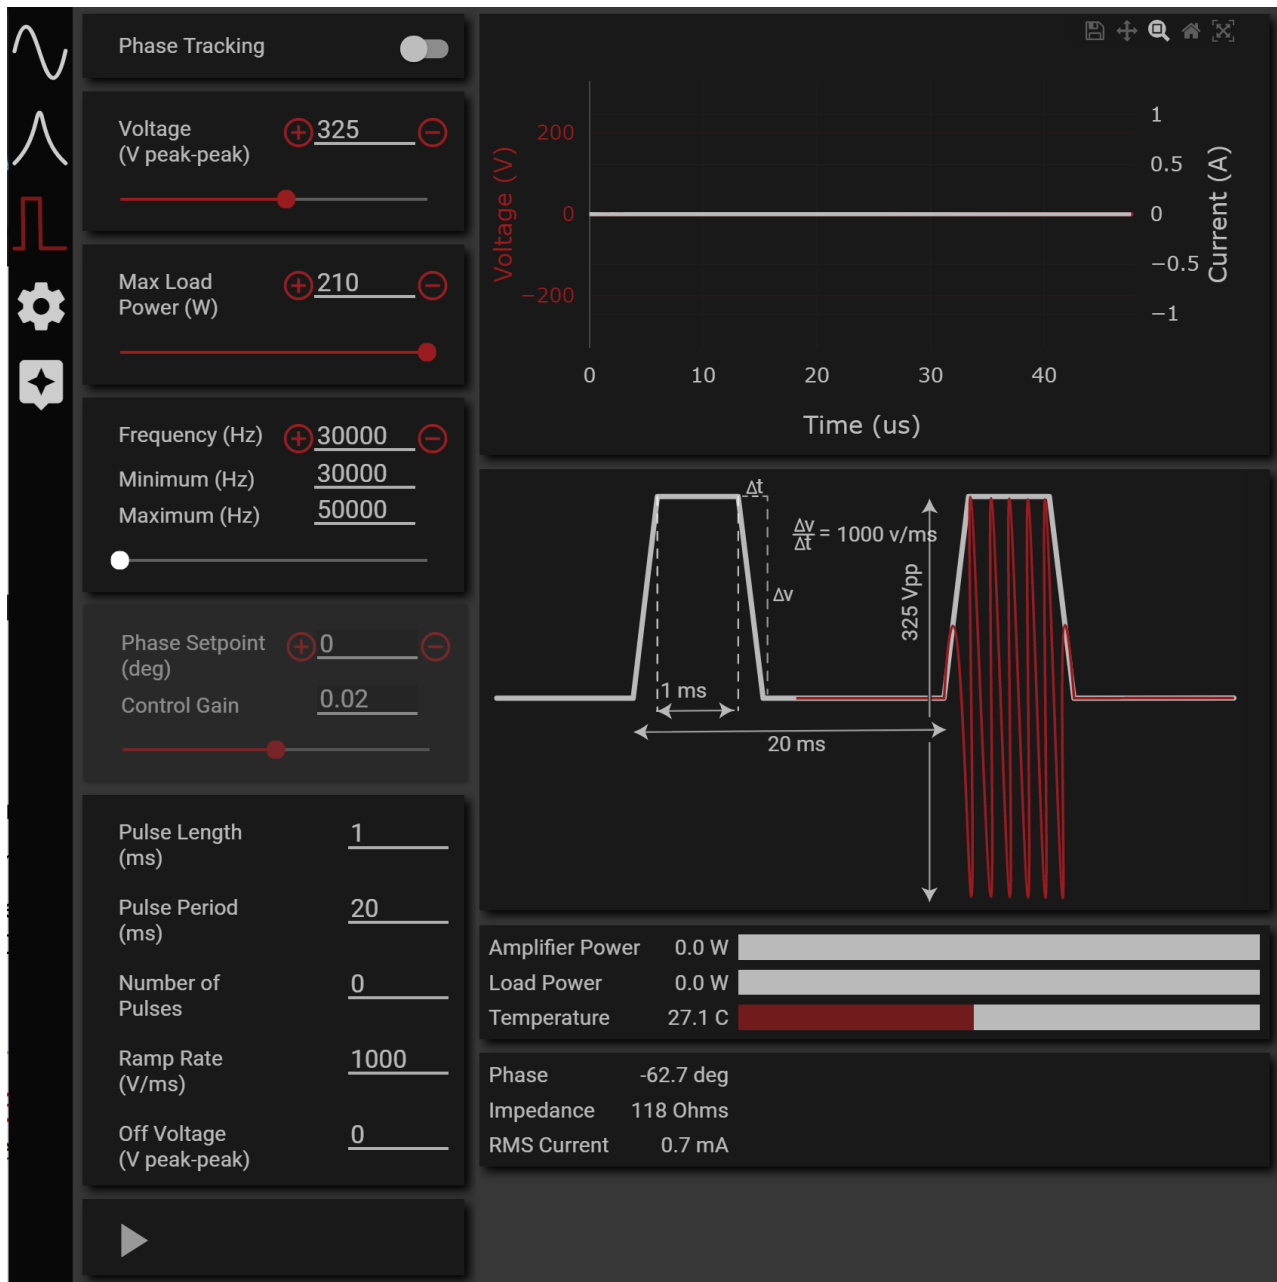 Phase Tracking
Voltage
(V peak-peak)
325
Max Load
Power (W)
210
Frequency (Hz)
30000
Minimum (Hz)
30000
Maximum (Hz)
50000
Phase Setpoint
(deg)
0
Control Gain
0.02
Pulse Length
(ms)
1
Pulse Period
(ms)
20
Number of
Pulses
0
Ramp Rate
(V/ms)
1000
Off Voltage
(V peak-peak)
0
Voltage (V)
200
0
−200
1
0.5
0
−0.5
−1
Current (A)
0 10 20 30 40
Time (us)
Δt
Δv/Δt = 1000 v/ms
Δv
325 Vpp
1 ms
20 ms
Amplifier Power 0.0 W
Load Power 0.0 W
Temperature 27.1 C
Phase -62.7 deg
Impedance 118 Ohms
RMS Current 0.7 mA